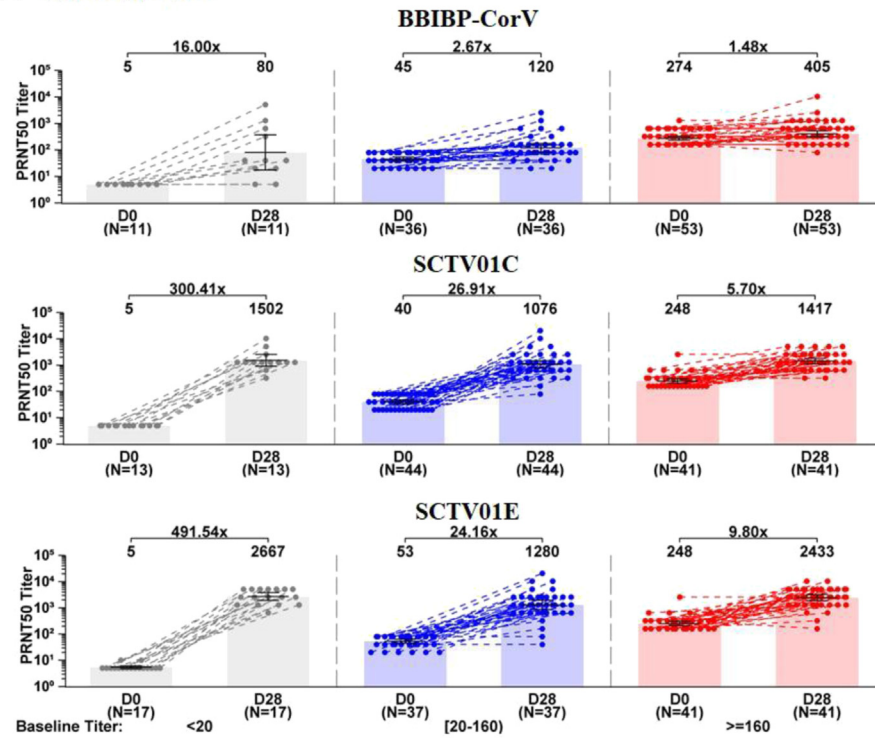 BBIBP-CorV
16.00x 2.67x 1.48x
5 80 45 120 274 405
PRNT50 Titer
10⁵
10⁴
10³
10²
10¹
10⁰
D0 D28 D0 D28 D0 D28
(N=11) (N=11) (N=36) (N=36) (N=53) (N=53)
SCTV01C
300.41x 26.91x 5.70x
5 1502 40 1076 248 1417
PRNT50 Titer
10⁵
10⁴
10³
10²
10¹
10⁰
D0 D28 D0 D28 D0 D28
(N=13) (N=13) (N=44) (N=44) (N=41) (N=41)
SCTV01E
491.54x 24.16x 9.80x
5 2667 53 1280 248 2433
PRNT50 Titer
10⁵
10⁴
10³
10²
10¹
10⁰
D0 D28 D0 D28 D0 D28
(N=17) (N=17) (N=37) (N=37) (N=41) (N=41)
Baseline Titer: <20 [20-160) >=160